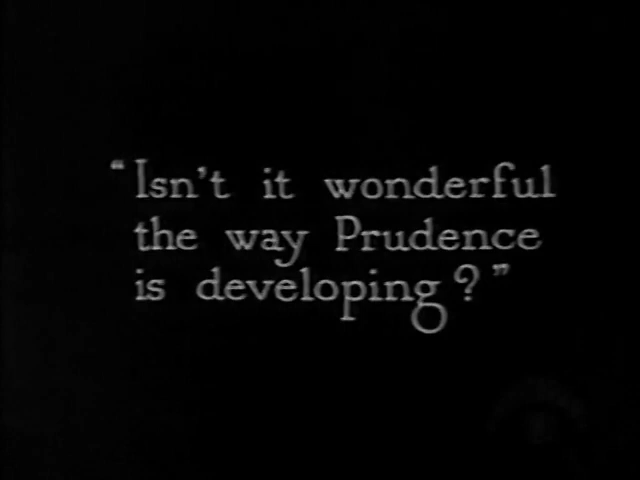 “Isn't it wonderful
the way Prudence
is developing?”